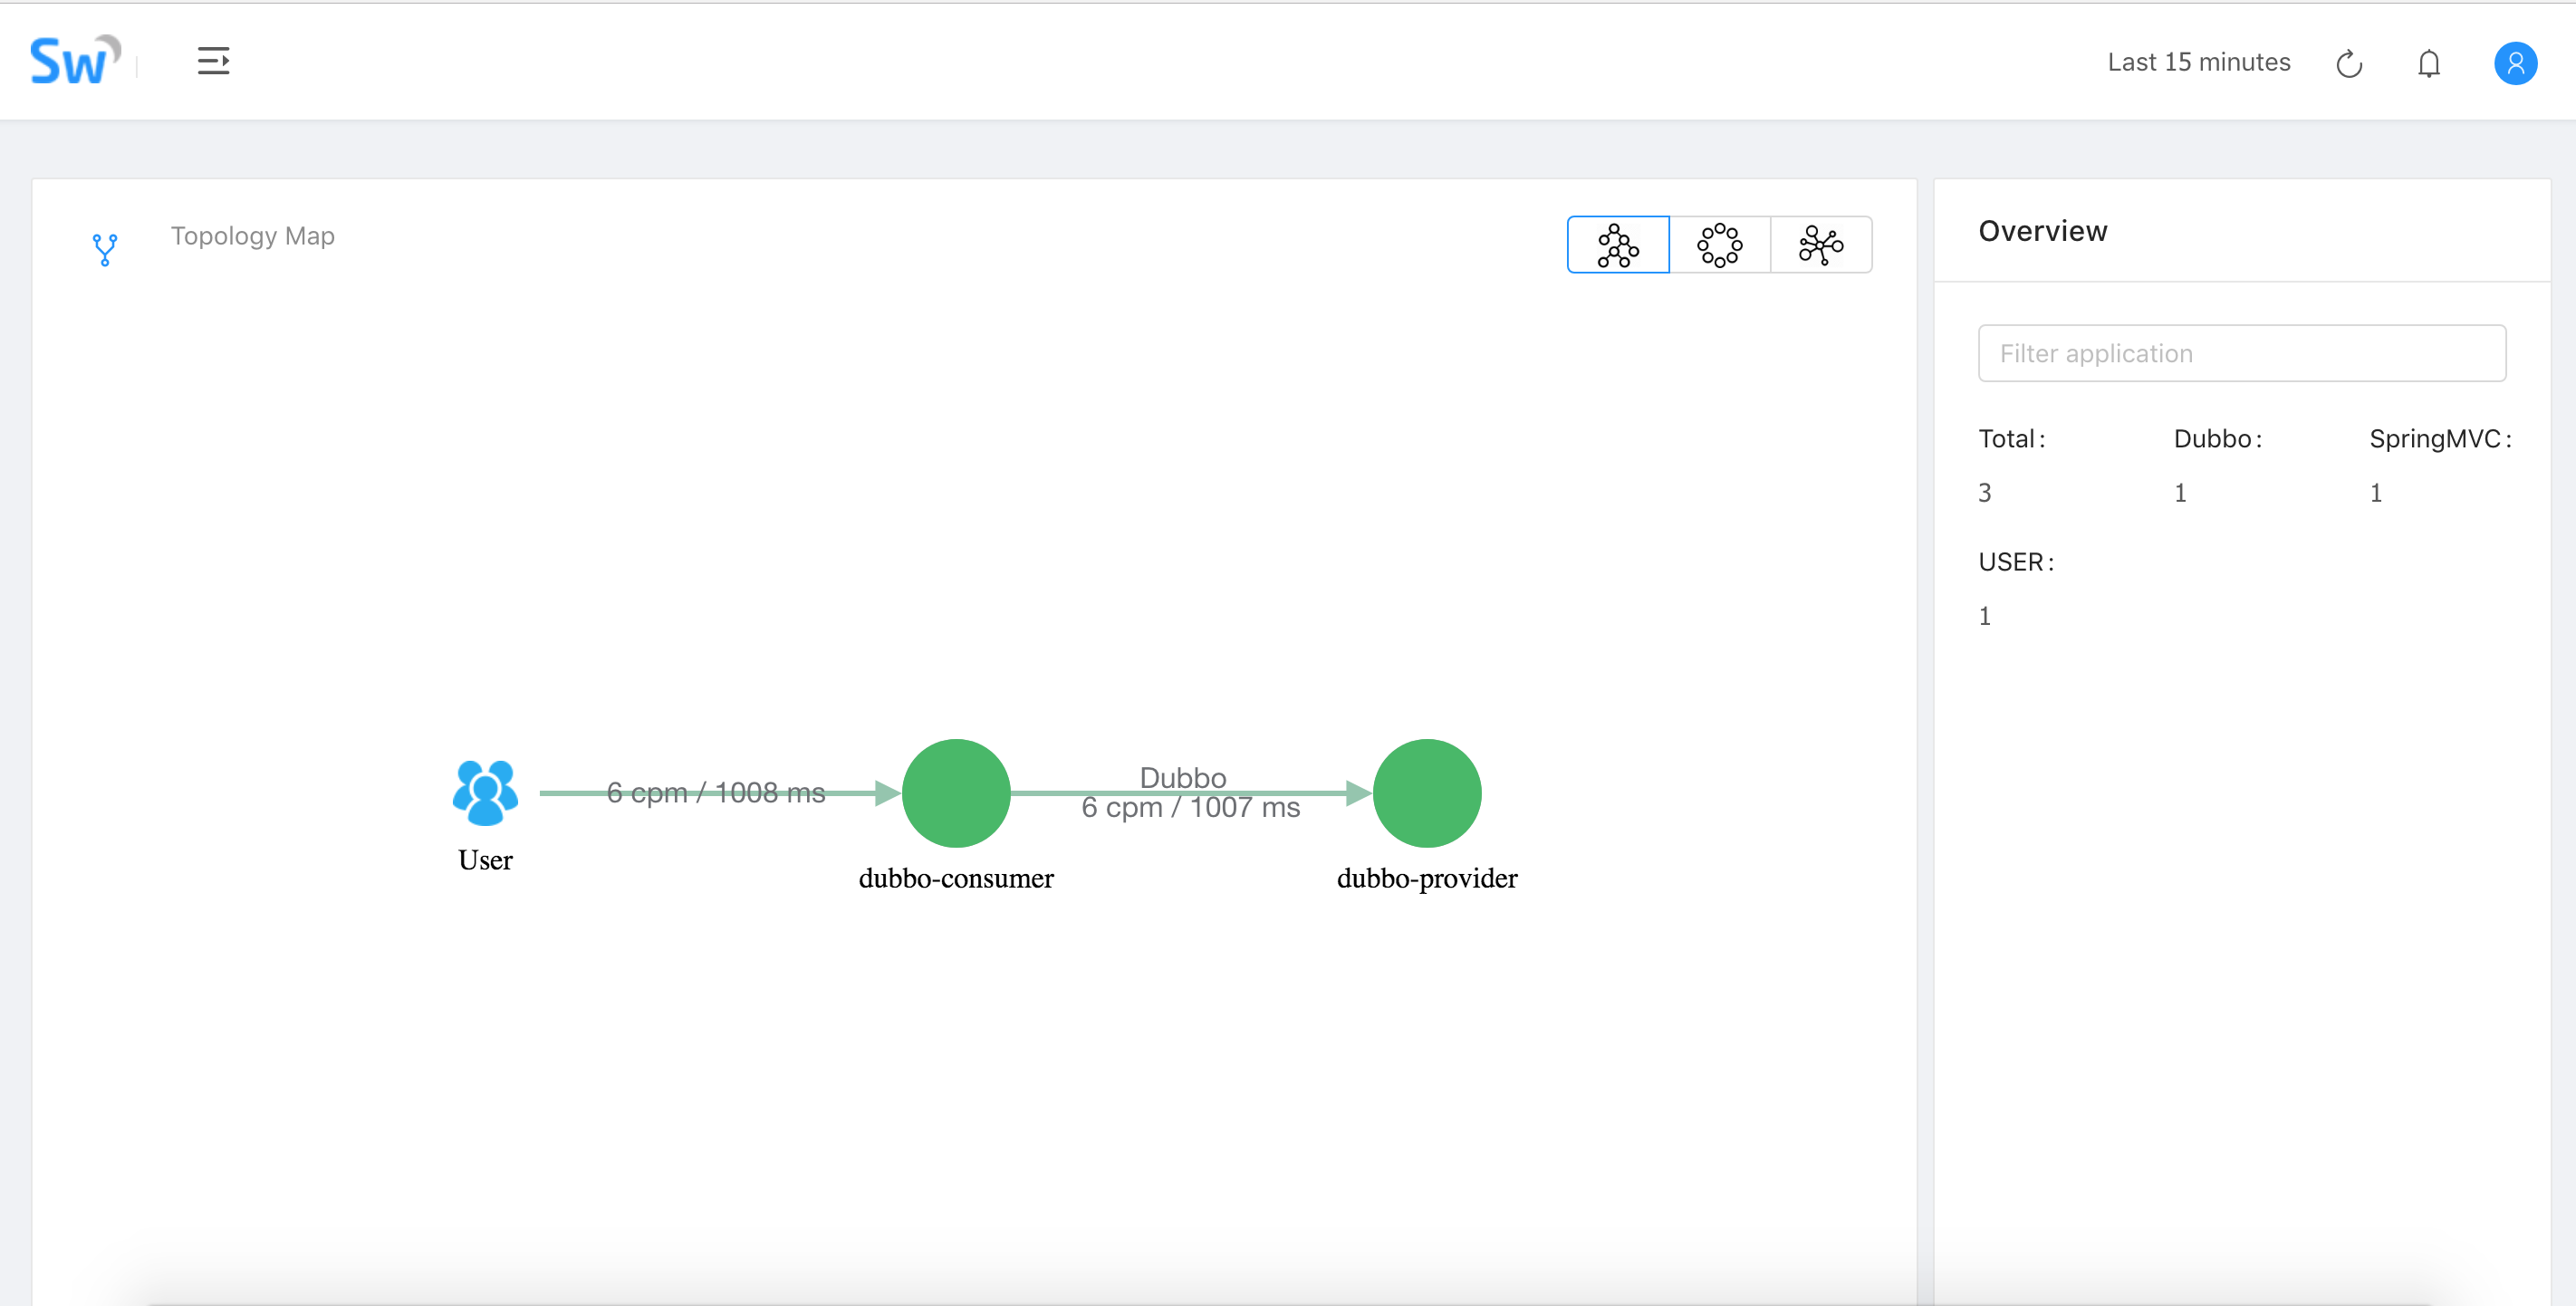 Sw
Last 15 minutes
Topology Map
6 cpm / 1008 ms
Dubbo
6 cpm / 1007 ms
User
dubbo-consumer
dubbo-provider
Overview
Filter application
Total: Dubbo: SpringMVC:
3 1 1
USER:
1